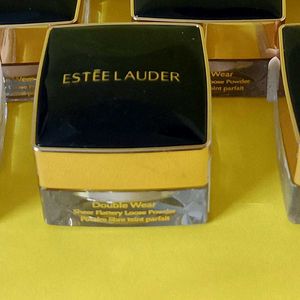 ESTĒE LAUDER
Double Wear
Sheer Flattery Loose Powder
Poudre libre teint parfait
Wear
Loose Powder
teint parfait